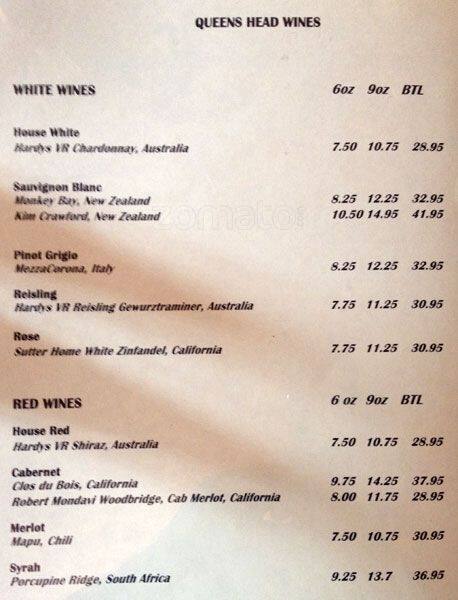 QUEENS HEAD WINES
WHITE WINES 6oz 9oz BTL
House White
Hardys VR Chardonnay, Australia 7.50 10.75 28.95
Sauvignon Blanc
Monkey Bay, New Zealand 8.25 12.25 32.95
Kim Crawford, New Zealand 10.50 14.95 41.95
zomato
Pinot Grigio
MezzaCorona, Italy 8.25 12.25 32.95
Reisling
Hardys VR Reisling Gewurztraminer, Australia 7.75 11.25 30.95
Rose
Sutter Home White Zinfandel, California 7.75 11.25 30.95
RED WINES 6 oz 9oz BTL
House Red
Hardys VR Shiraz, Australia 7.50 10.75 28.95
Cabernet
Clos du Bois, California 9.75 14.25 37.95
Robert Mondavi Woodbridge, Cab Merlot, California 8.00 11.75 28.95
Merlot
Mapu, Chili 7.50 10.75 30.95
Syrah
Porcupine Ridge, South Africa 9.25 13.7 36.95